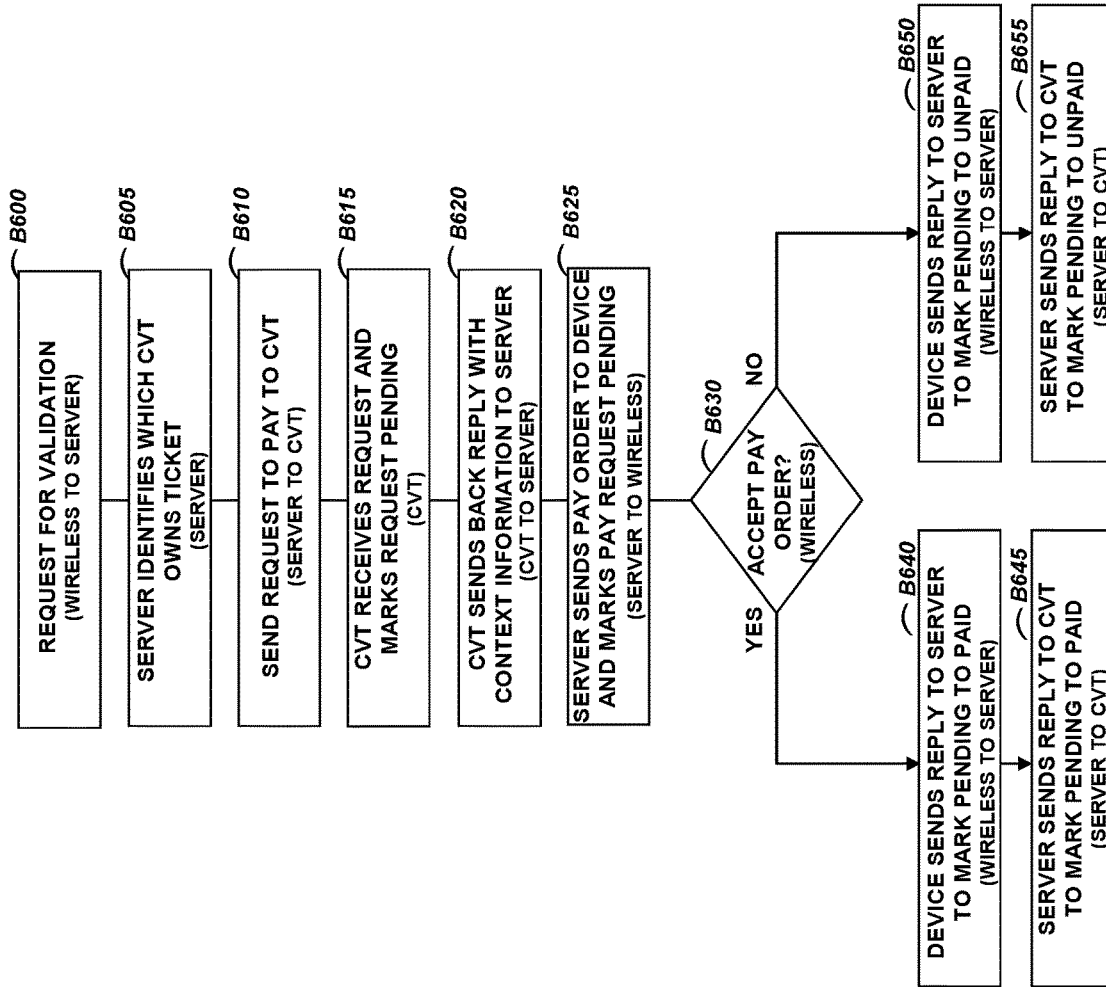 B600
REQUEST FOR VALIDATION
(WIRELESS TO SERVER)
B605
SERVER IDENTIFIES WHICH CVT
OWNS TICKET
(SERVER)
B610
SEND REQUEST TO PAY TO CVT
(SERVER TO CVT)
B615
CVT RECEIVES REQUEST AND
MARKS REQUEST PENDING
(CVT)
B620
CVT SENDS BACK REPLY WITH
CONTEXT INFORMATION TO SERVER
(CVT TO SERVER)
B625
SERVER SENDS PAY ORDER TO DEVICE
AND MARKS PAY REQUEST PENDING
(SERVER TO WIRELESS)
B630
ACCEPT PAY
ORDER?
(WIRELESS)
YES
NO
B640
DEVICE SENDS REPLY TO SERVER
TO MARK PENDING TO PAID
(WIRELESS TO SERVER)
B645
SERVER SENDS REPLY TO CVT
TO MARK PENDING TO PAID
(SERVER TO CVT)
B650
DEVICE SENDS REPLY TO SERVER
TO MARK PENDING TO UNPAID
(WIRELESS TO SERVER)
B655
SERVER SENDS REPLY TO CVT
TO MARK PENDING TO UNPAID
(SERVER TO CVT)